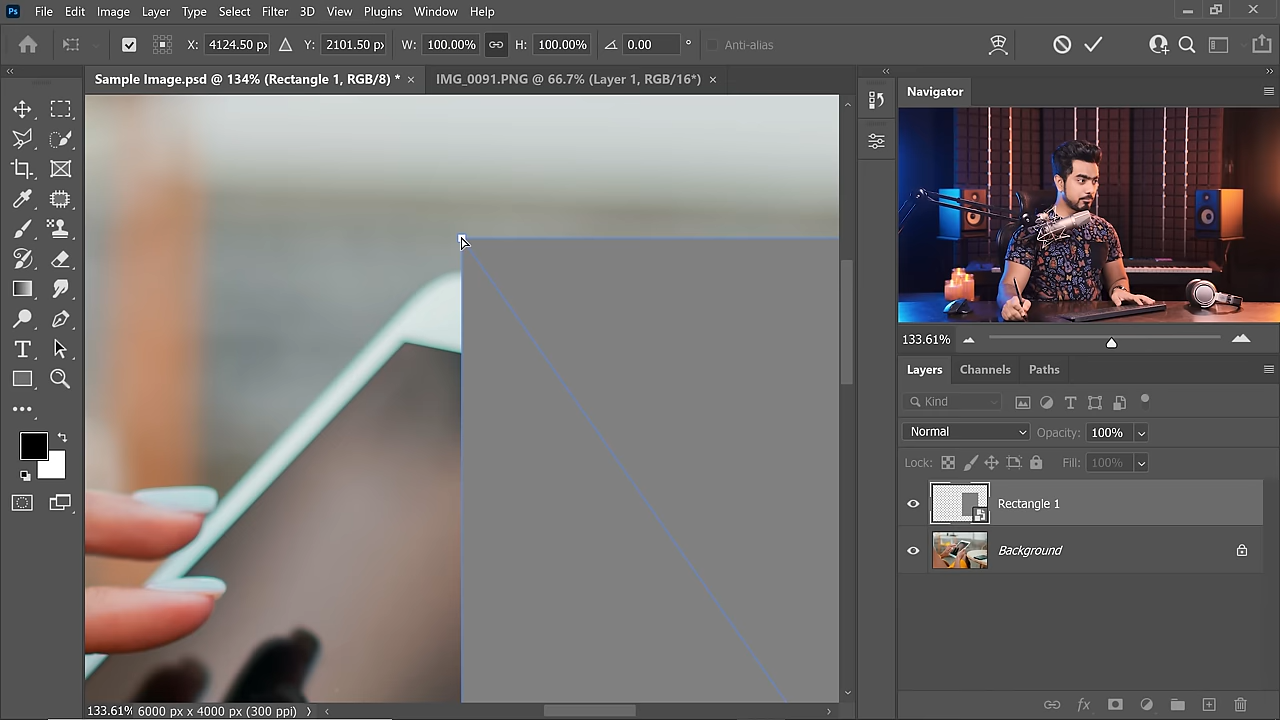 Ps File Edit Image Layer Type Select Filter 3D View Plugins Window Help
X: 4124.50 px Y: 2101.50 px W: 100.00% H: 100.00% 0.00 ° Anti-alias
Sample Image.psd @ 134% (Rectangle 1, RGB/8) * × IMG_0091.PNG @ 66.7% (Layer 1, RGB/16*) ×
Navigator
133.61%
Layers Channels Paths
Kind
Normal Opacity: 100%
Lock: Fill: 100%
Rectangle 1
Background
133.61% 6000 px x 4000 px (300 ppi)